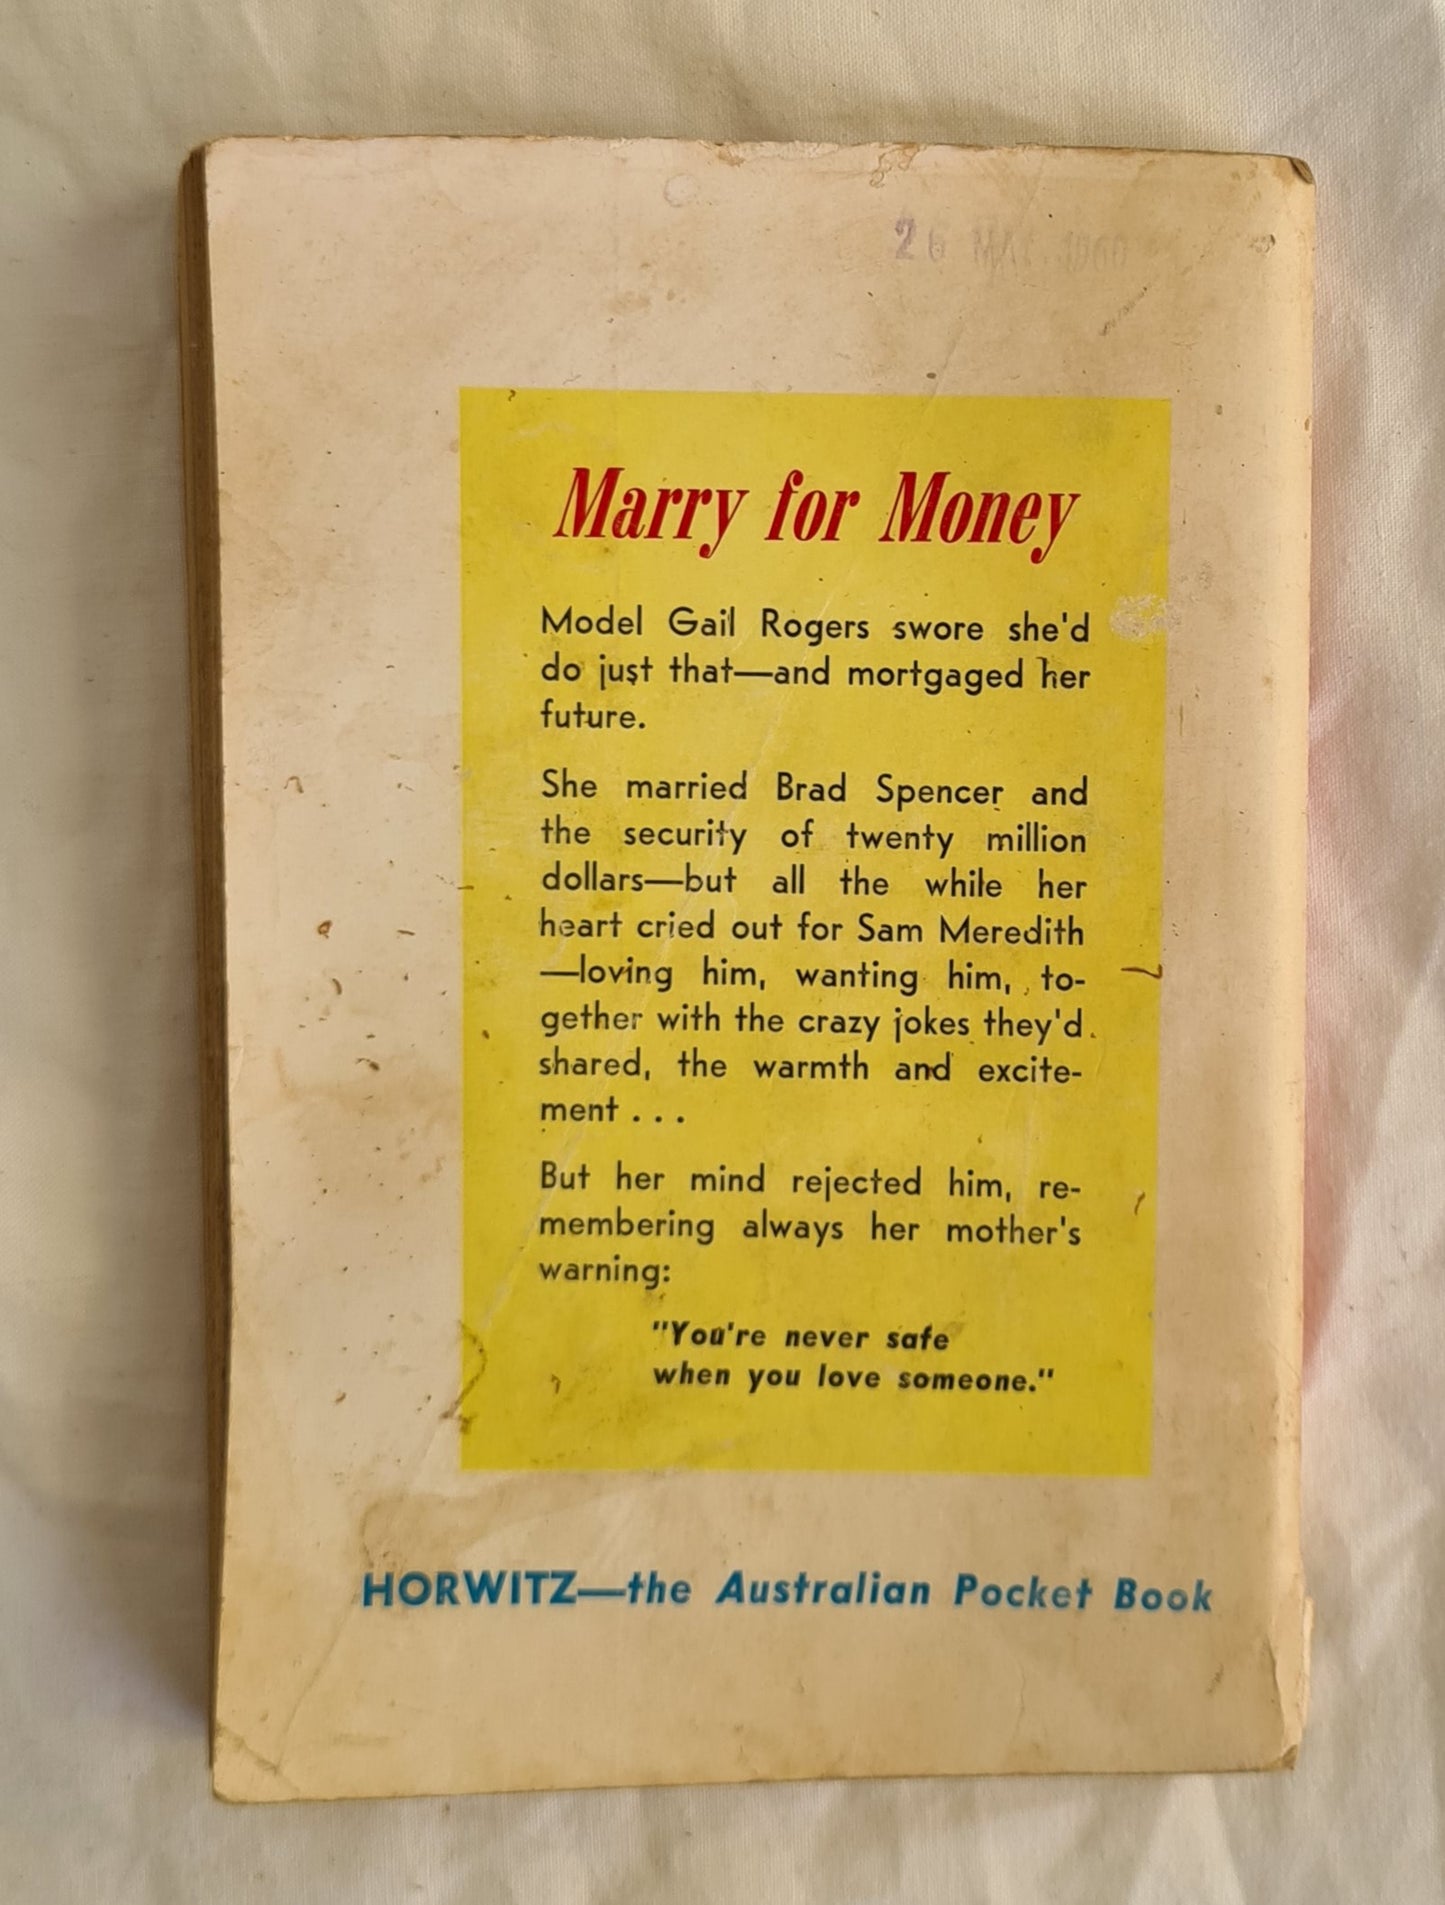 26 MAY 1960
Marry for Money
Model Gail Rogers swore she'd
do just that—and mortgaged her
future.
She married Brad Spencer and
the security of twenty million
dollars—but all the while her
heart cried out for Sam Meredith
—loving him, wanting him, to-
gether with the crazy jokes they'd
shared, the warmth and excite-
ment . . .
But her mind rejected him, re-
membering always her mother's
warning:
"You're never safe
when you love someone."
HORWITZ—the Australian Pocket Book